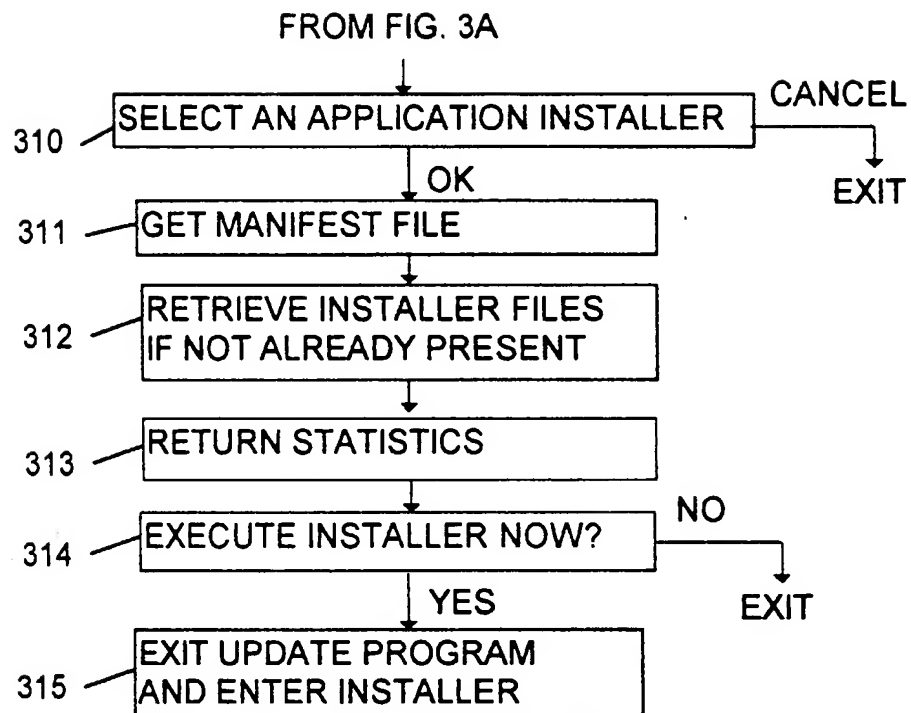 FROM FIG. 3A
CANCEL
310 SELECT AN APPLICATION INSTALLER
EXIT
OK
311 GET MANIFEST FILE
312 RETRIEVE INSTALLER FILES
IF NOT ALREADY PRESENT
313 RETURN STATISTICS
NO
314 EXECUTE INSTALLER NOW?
EXIT
YES
315 EXIT UPDATE PROGRAM
AND ENTER INSTALLER